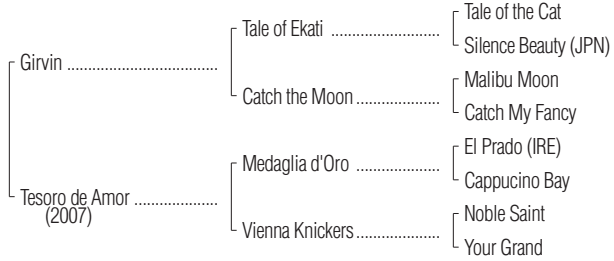 Tale of the Cat
Tale of Ekati ....................
Silence Beauty (JPN)
Girvin .....................................
Malibu Moon
Catch the Moon .....................
Catch My Fancy
El Prado (IRE)
Medaglia d'Oro .....................
Cappucino Bay
Tesoro de Amor .....................
(2007)
Noble Saint
Vienna Knickers.....................
Your Grand